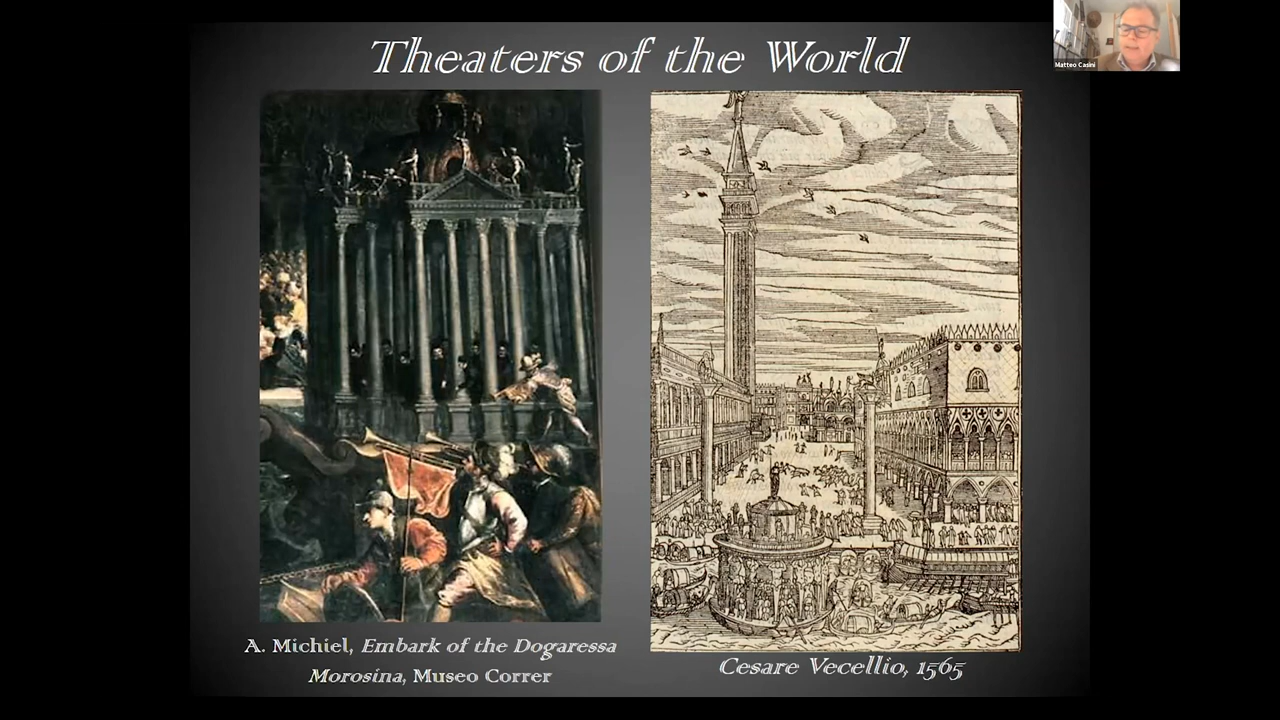 Theaters of the World
Matteo Casini
A. Michiel, Embark of the Dogaressa
Morosina, Museo Correr
Cesare Vecellio, 1565